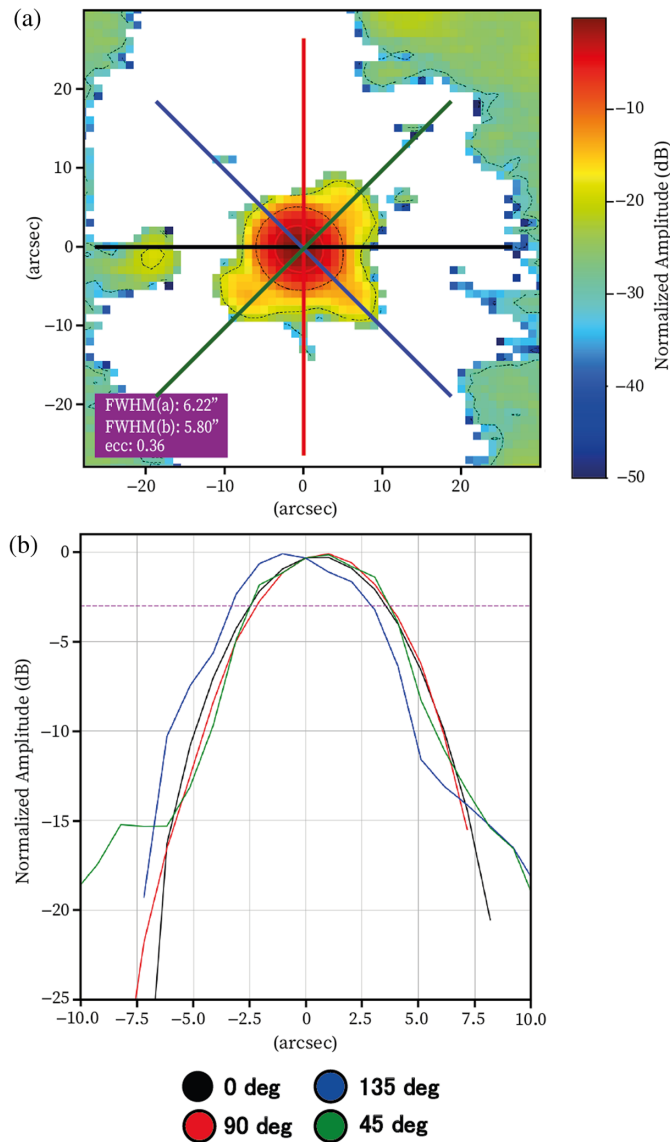 (a)
20
10
0
−10
−20
(arcsec)
FWHM(a): 6.22”
FWHM(b): 5.80”
ecc: 0.36
−20
−10
0
10
20
(arcsec)
−10
−20
−30
−40
−50
Normalized Amplitude (dB)
(b)
0
−5
−10
−15
−20
−25
Normalized Amplitude (dB)
−10.0
−7.5
−5.0
−2.5
0
2.5
5.0
7.5
10.0
(arcsec)
0 deg
135 deg
90 deg
45 deg